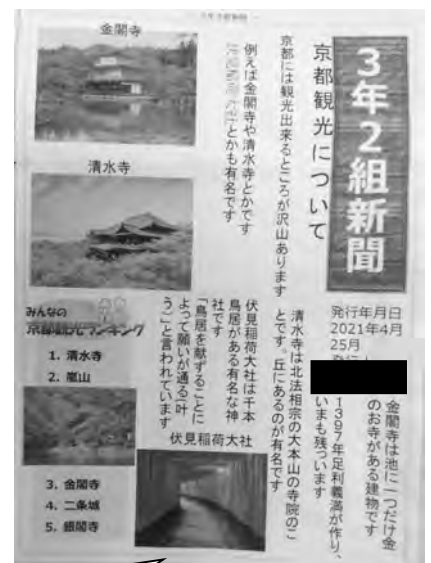 3年2組新聞
京都観光について
京都には観光出来るところが沢山あります
例えば金閣寺や清水寺とかです
伏見稲荷大社とかも有名です
金閣寺
清水寺
発行年月日
2021年4月
25月
金閣寺は池に一つだけ金
のお寺がある建物です
1397年足利義満が作り、
いまも残っいます
清水寺は北法相宗の大本山の寺院のこ
とです。丘にあるのが有名です
伏見稲荷大社は千本
鳥居がある有名な神
社です
「鳥居を献ずることに
よって願いが通る(叶
う)」と言われています
伏見稲荷大社
みんなの
京都観光ランキング
1. 清水寺
2. 嵐山
3. 金閣寺
4. 二条城
5. 銀閣寺